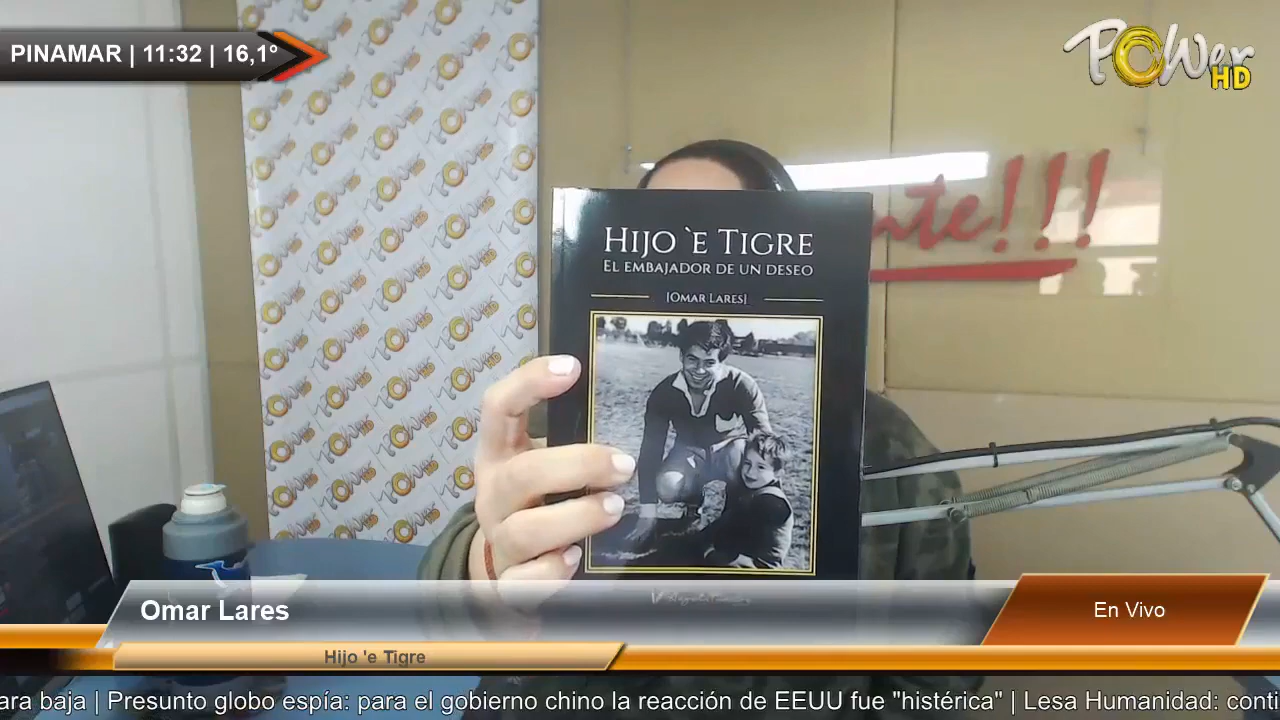 PINAMAR | 11:32 | 16,1°
POWer
HD
nte!!!
HIJO `E TIGRE
EL EMBAJADOR DE UN DESEO
|OMAR LARES|
Omar Lares
En Vivo
Hijo 'e Tigre
ara baja | Presunto globo espía: para el gobierno chino la reacción de EEUU fue "histérica" | Lesa Humanidad: conti